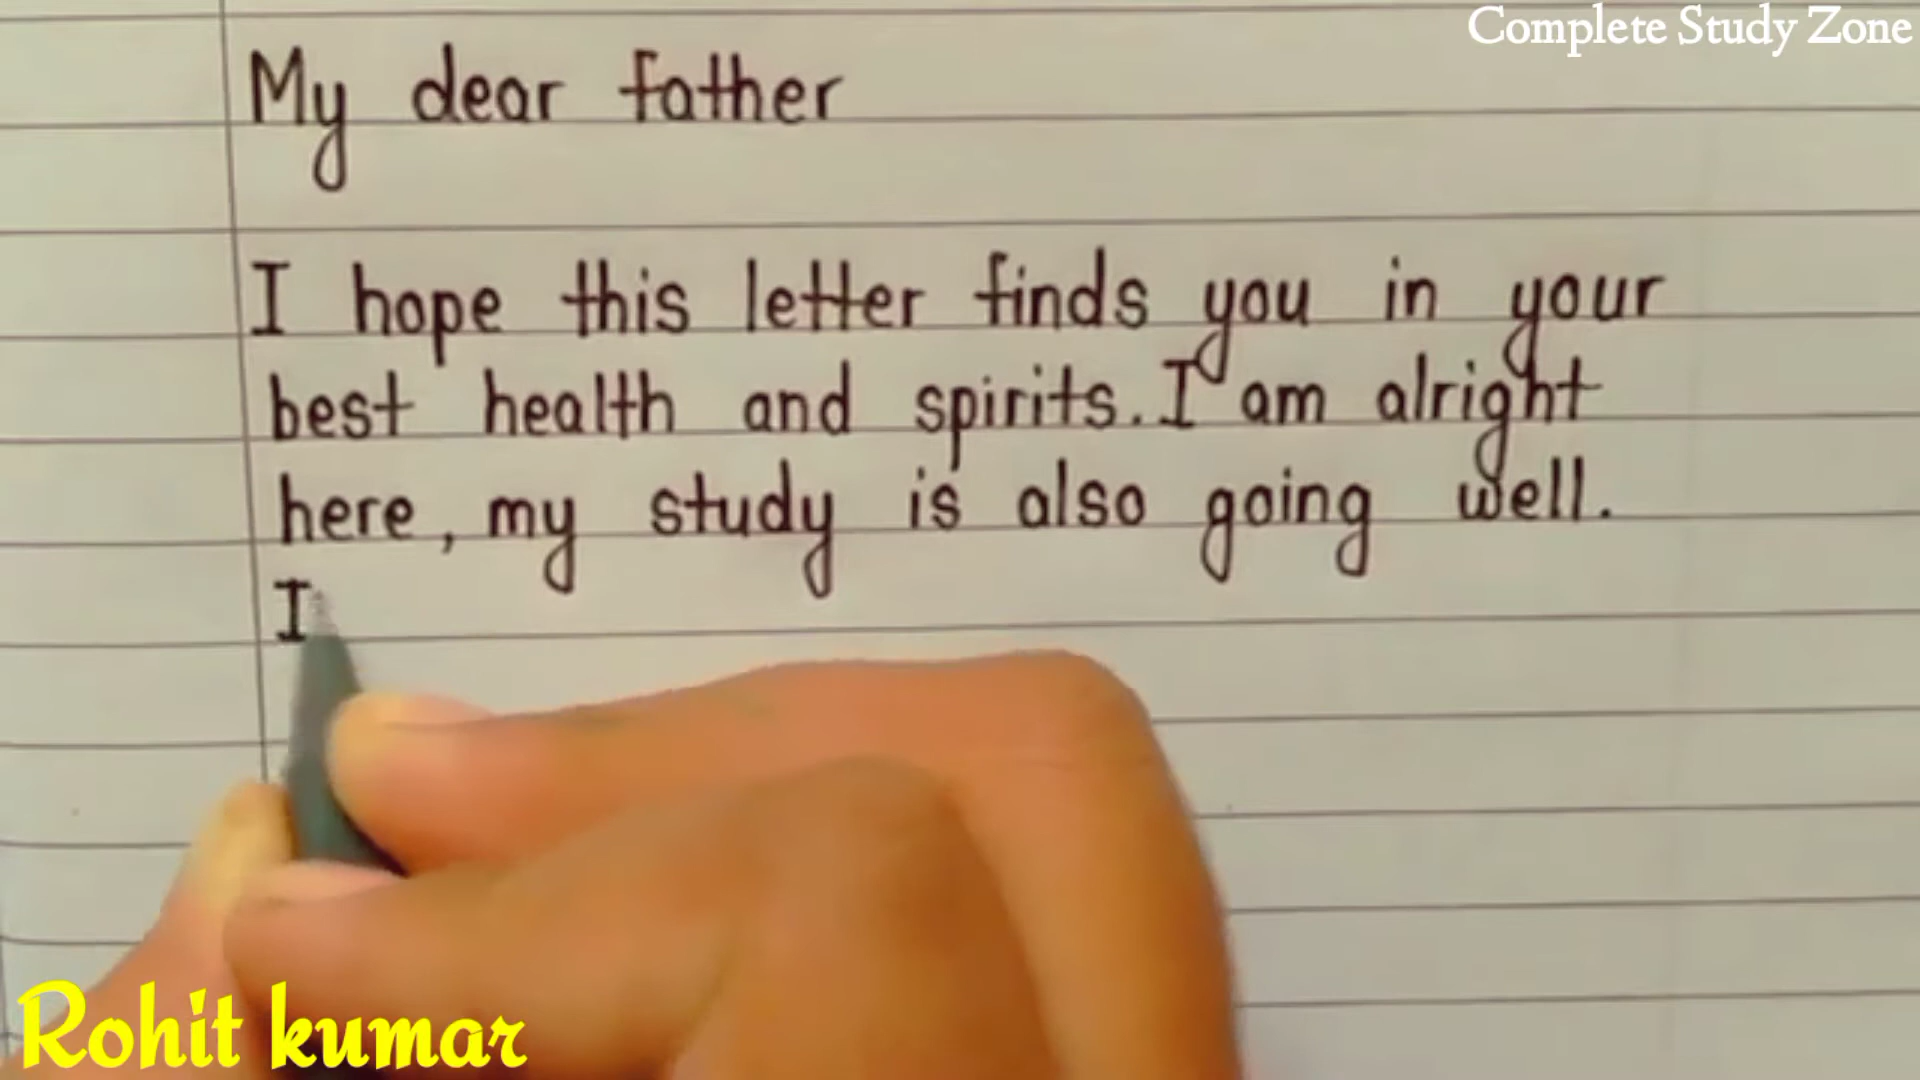 Complete Study Zone
My dear father
I hope this letter finds you in your
best health and spirits. I am alright
here, my study is also going well.
I
Rohit kumar